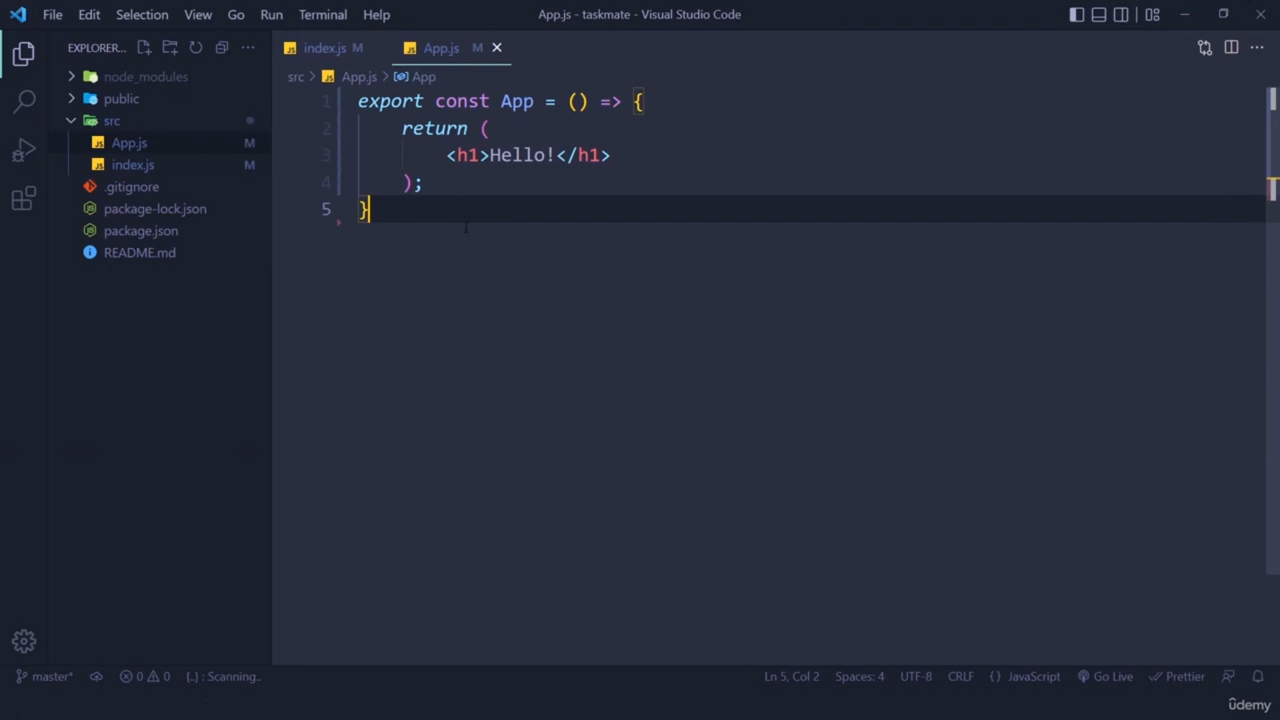 File Edit Selection View Go Run Terminal Help App.js - taskmate - Visual Studio Code
EXPLORER... index.js M App.js M
src > App.js > App
node_modules
public
src
App.js M
index.js M
.gitignore
package-lock.json
package.json
README.md
1 export const App = () => {
2 return (
3 <h1>Hello!</h1>
4 );
5 }
master* 0 0 {..} : Scanning.. Ln 5, Col 2 Spaces: 4 UTF-8 CRLF {} JavaScript Go Live Prettier
ûdemy